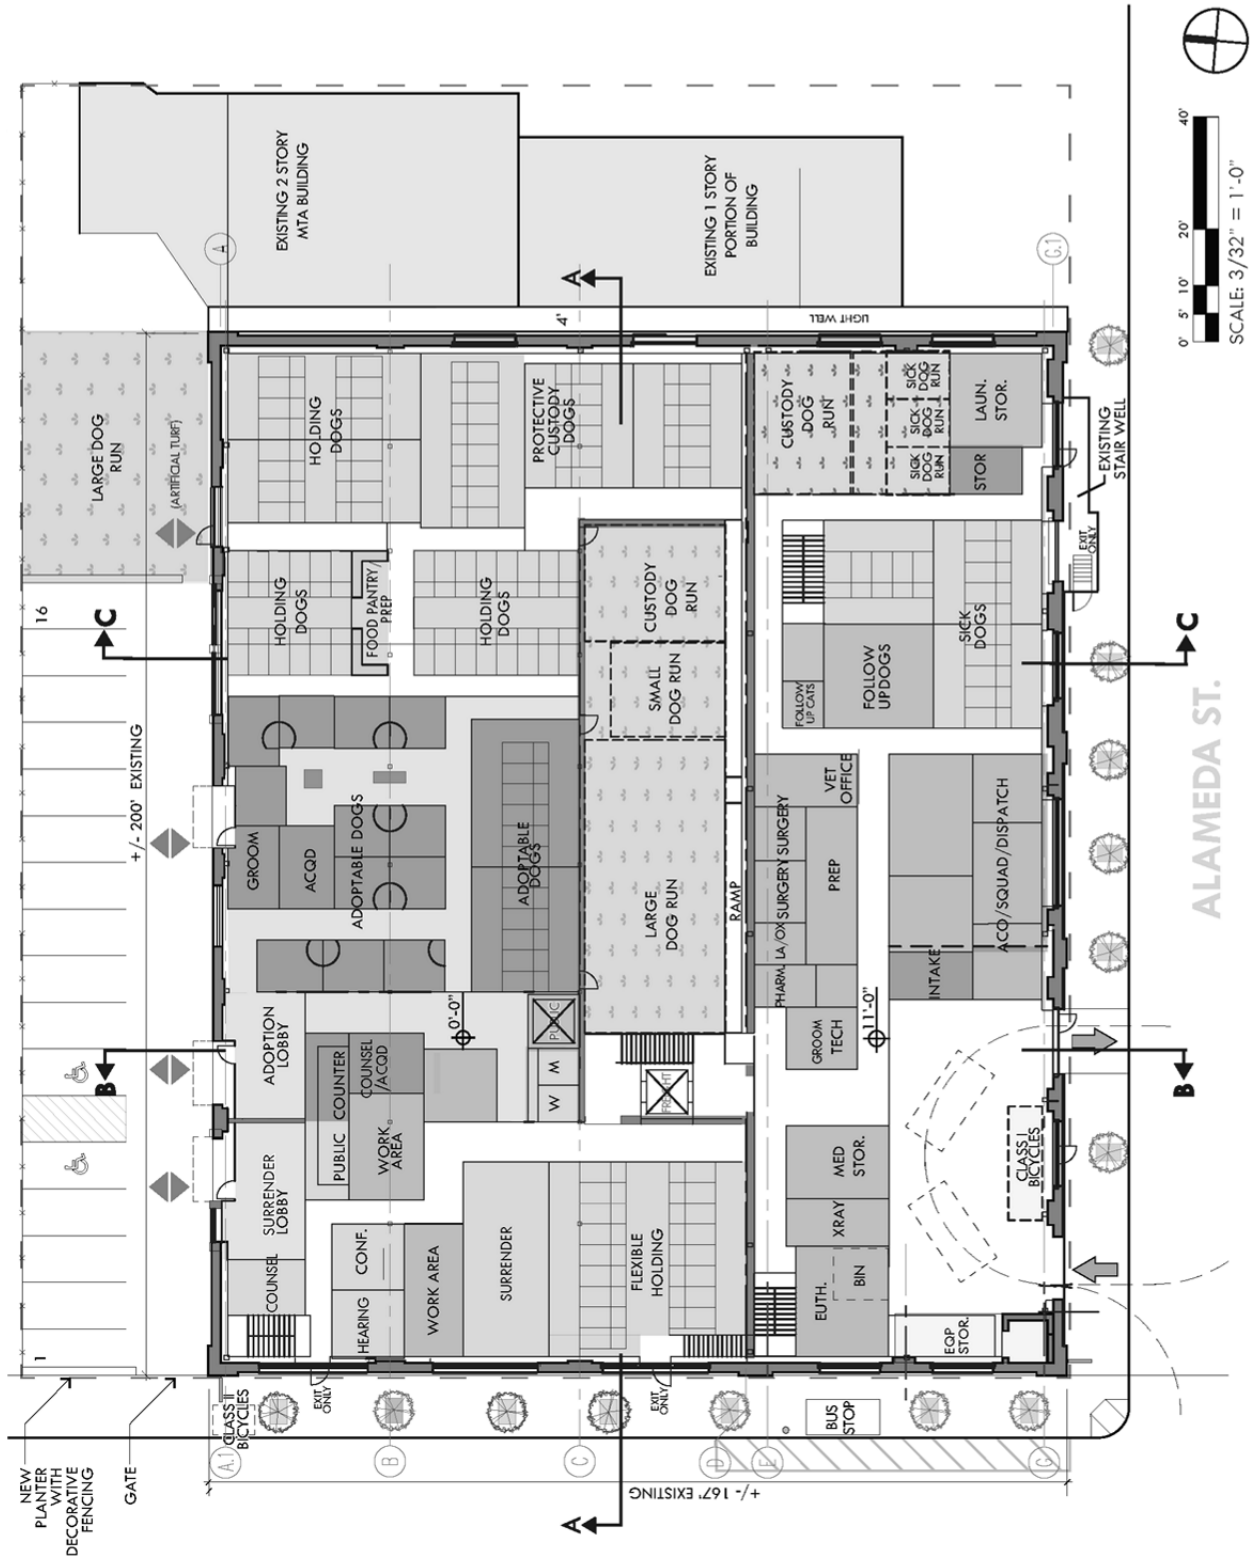 NEW
PLANTER
WITH
DECORATIVE
FENCING
GATE
1
16
+/- 200' EXISTING
LARGE DOG
RUN
(ARTIFICIAL TURF)
EXISTING 2 STORY
MTA BUILDING
EXISTING 1 STORY
PORTION OF
BUILDING
4'
LIGHT WELL
A
A
B
B
C
C
A
G.1
A.1
B
C
D
E
G
+/- 167' EXISTING
CLASS II
BICYCLES
EXIT
ONLY
EXIT
ONLY
BUS
STOP
COUNSEL
SURRENDER
LOBBY
ADOPTION
LOBBY
HEARING
CONF.
WORK AREA
PUBLIC COUNTER
WORK
AREA
COUNSEL
/ACQD
0'-0"
PUBLIC
W
M
FREIGHT
SURRENDER
FLEXIBLE
HOLDING
GROOM
ACQD
ADOPTABLE DOGS
ADOPTABLE
DOGS
HOLDING
DOGS
FOOD PANTRY/
PREP
HOLDING
DOGS
HOLDING
DOGS
PROTECTIVE
CUSTODY
DOGS
LARGE
DOG RUN
SMALL
DOG RUN
CUSTODY
DOG
RUN
RAMP
CUSTODY
DOG
RUN
SICK
DOG
RUN
SICK
DOG
RUN
SICK
DOG
RUN
STOR
LAUN.
STOR.
EXISTING
STAIR WELL
EXIT
ONLY
EUTH.
BIN
XRAY
MED
STOR.
EQP
STOR.
GROOM
TECH
11'-0"
PHARM.
LA/OX
SURGERY
SURGERY
PREP
VET
OFFICE
FOLLOW
UP CATS
FOLLOW
UPDOGS
SICK
DOGS
INTAKE
ACO/SQUAD/DISPATCH
CLASS I
BICYCLES
ALAMEDA ST.
0'
5'
10'
20'
40'
SCALE: 3/32" = 1'-0"